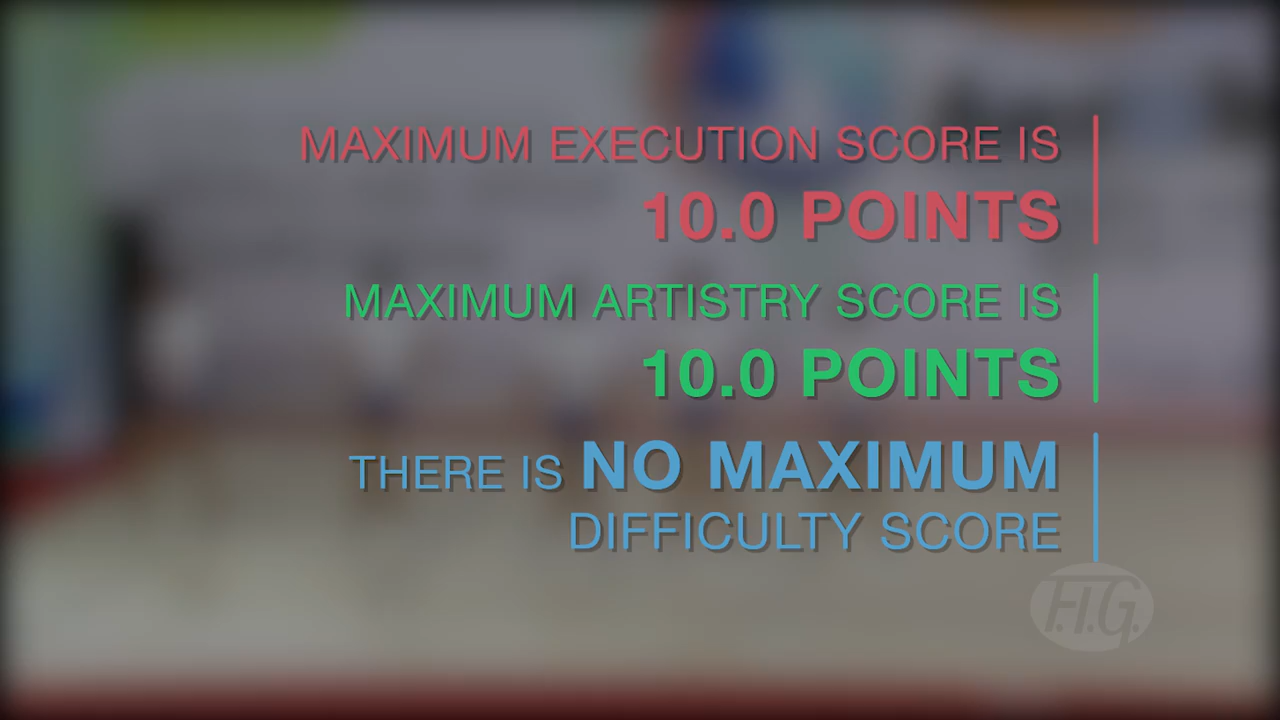 MAXIMUM EXECUTION SCORE IS
10.0 POINTS
MAXIMUM ARTISTRY SCORE IS
10.0 POINTS
THERE IS NO MAXIMUM
DIFFICULTY SCORE
F.I.G.